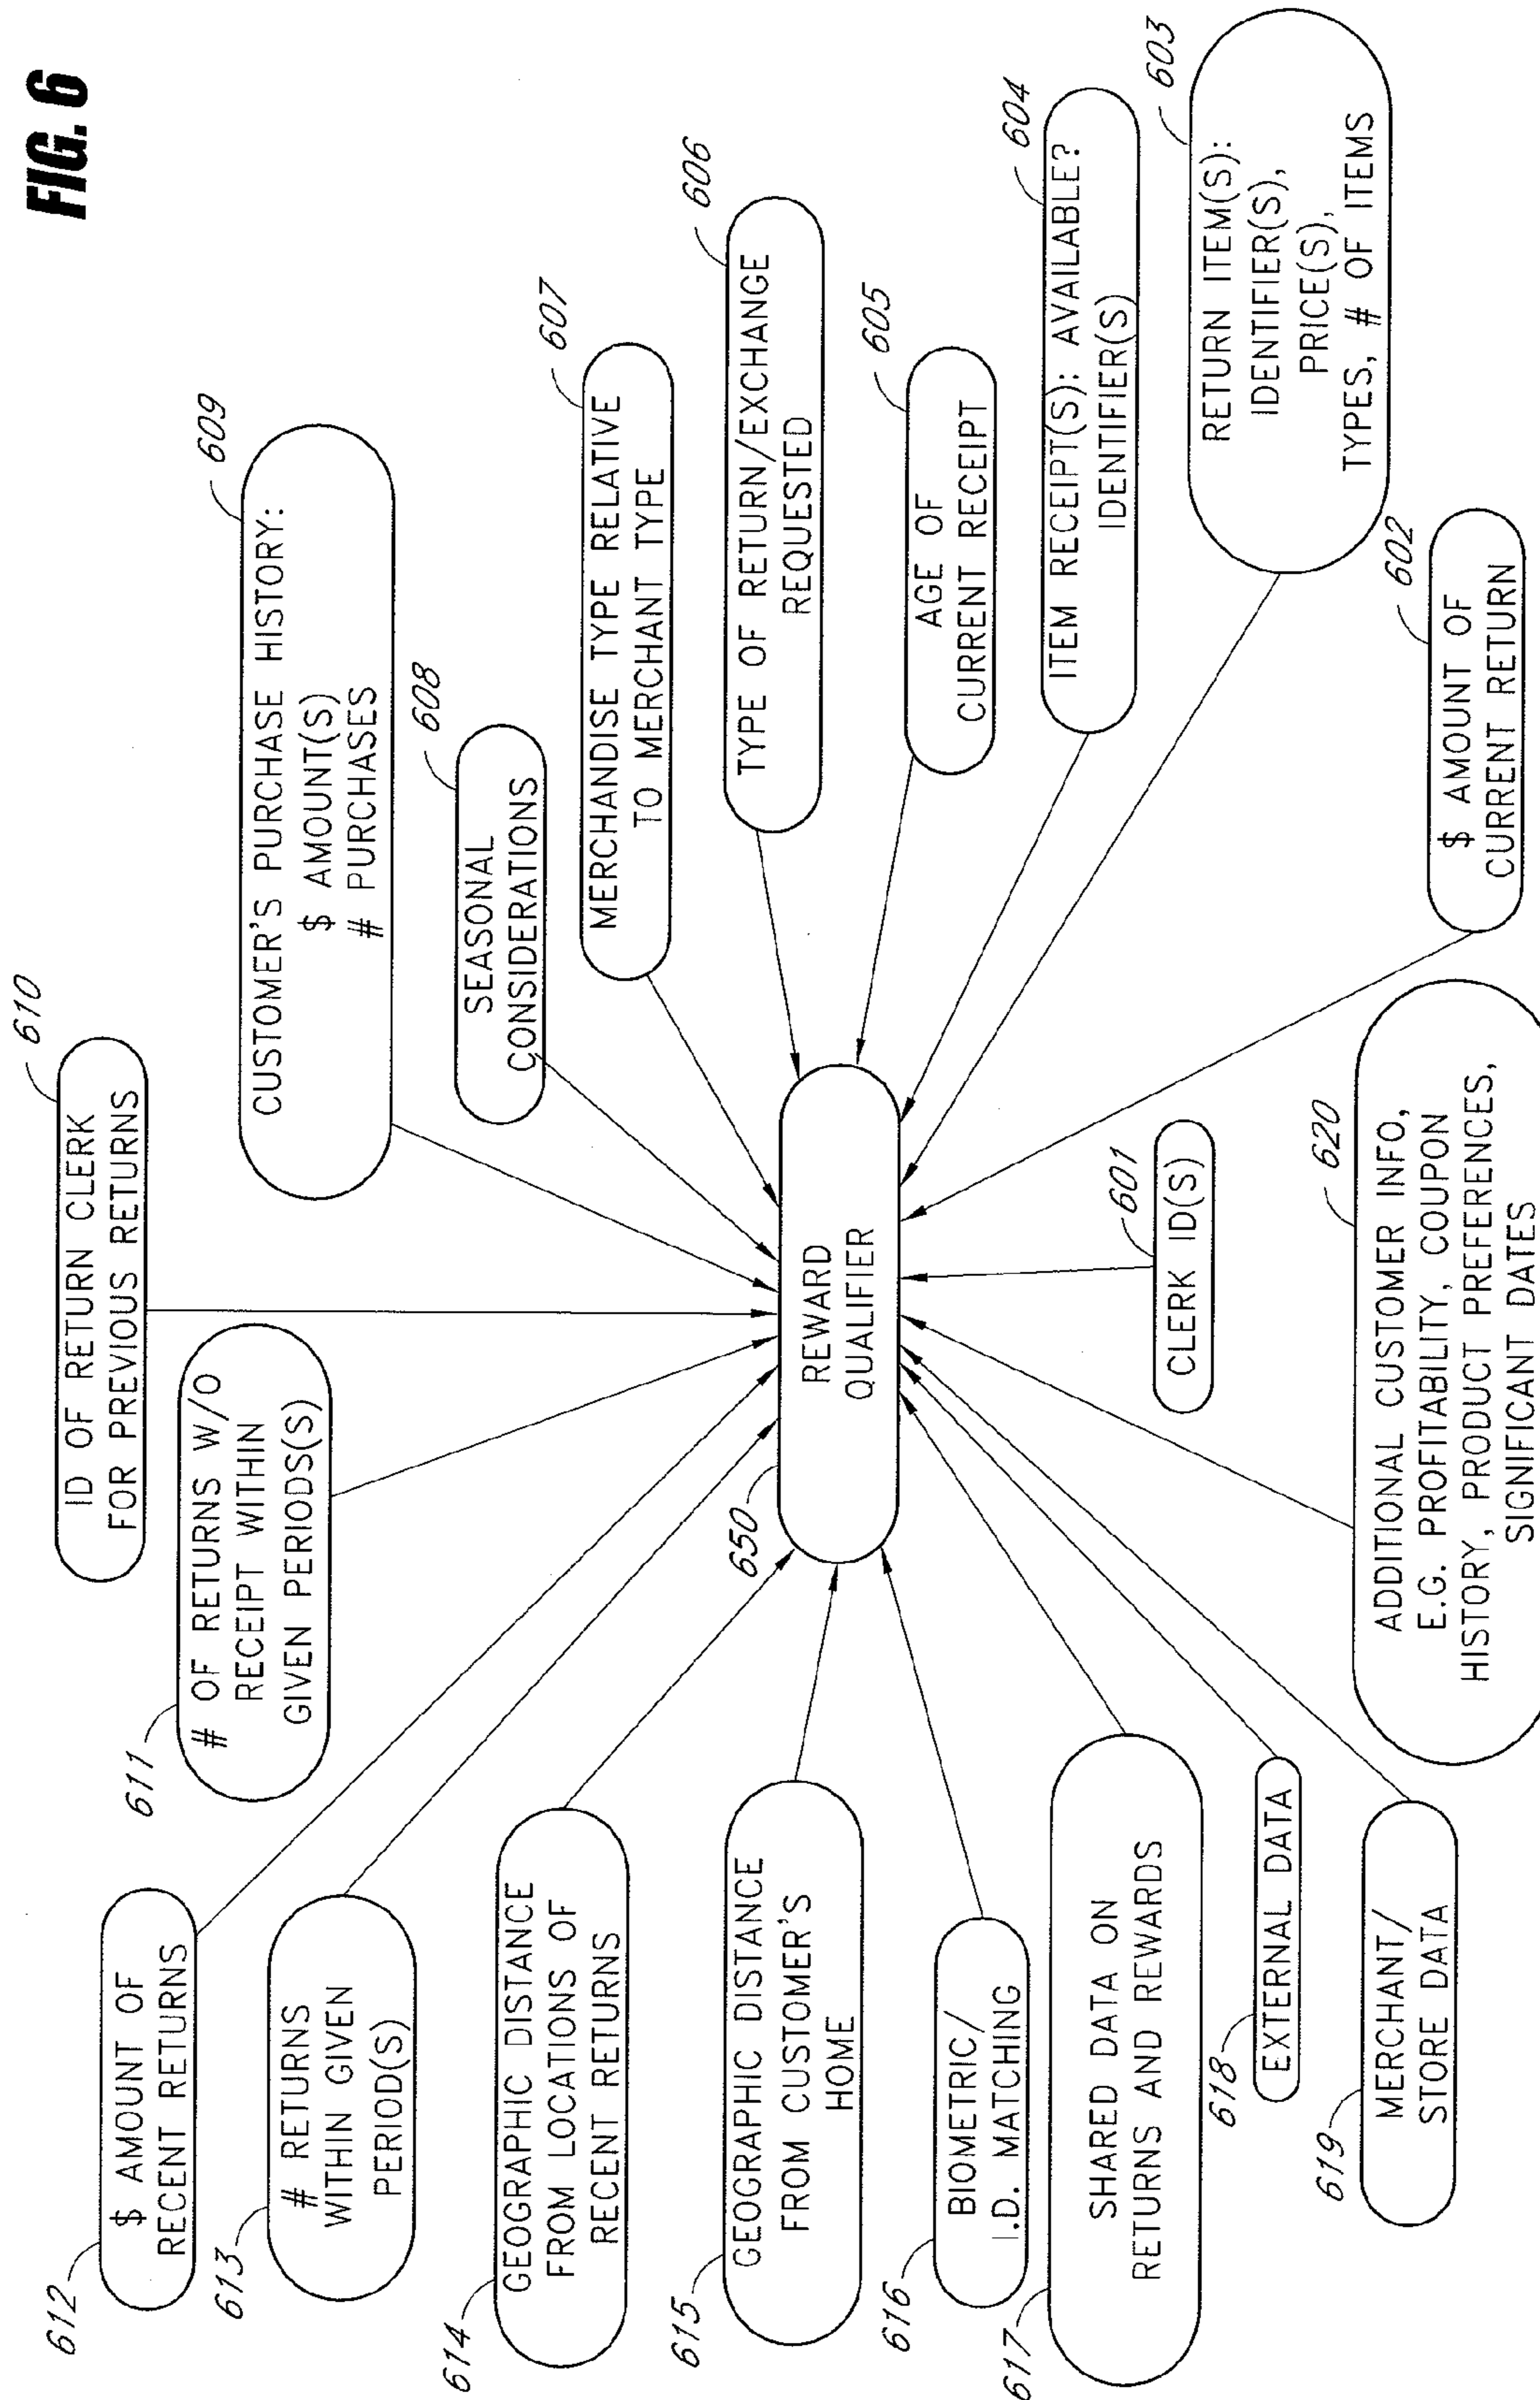 FIG. 6
610
ID OF RETURN CLERK
FOR PREVIOUS RETURNS
609
CUSTOMER'S PURCHASE HISTORY:
$ AMOUNT(S)
# PURCHASES
611
# OF RETURNS W/O
RECEIPT WITHIN
GIVEN PERIODS(S)
608
SEASONAL
CONSIDERATIONS
612
$ AMOUNT OF
RECENT RETURNS
607
MERCHANDISE TYPE RELATIVE
TO MERCHANT TYPE
613
# RETURNS
WITHIN GIVEN
PERIOD(S)
606
TYPE OF RETURN/EXCHANGE
REQUESTED
614
GEOGRAPHIC DISTANCE
FROM LOCATIONS OF
RECENT RETURNS
650
REWARD
QUALIFIER
605
AGE OF
CURRENT RECEIPT
615
GEOGRAPHIC DISTANCE
FROM CUSTOMER'S
HOME
604
ITEM RECEIPT(S): AVAILABLE?
IDENTIFIER(S)
616
BIOMETRIC/
I.D. MATCHING
603
RETURN ITEM(S):
IDENTIFIER(S),
PRICE(S),
TYPES, # OF ITEMS
617
SHARED DATA ON
RETURNS AND REWARDS
601
CLERK ID(S)
602
$ AMOUNT OF
CURRENT RETURN
618
EXTERNAL DATA
619
MERCHANT/
STORE DATA
620
ADDITIONAL CUSTOMER INFO,
E.G. PROFITABILITY, COUPON
HISTORY, PRODUCT PREFERENCES,
SIGNIFICANT DATES